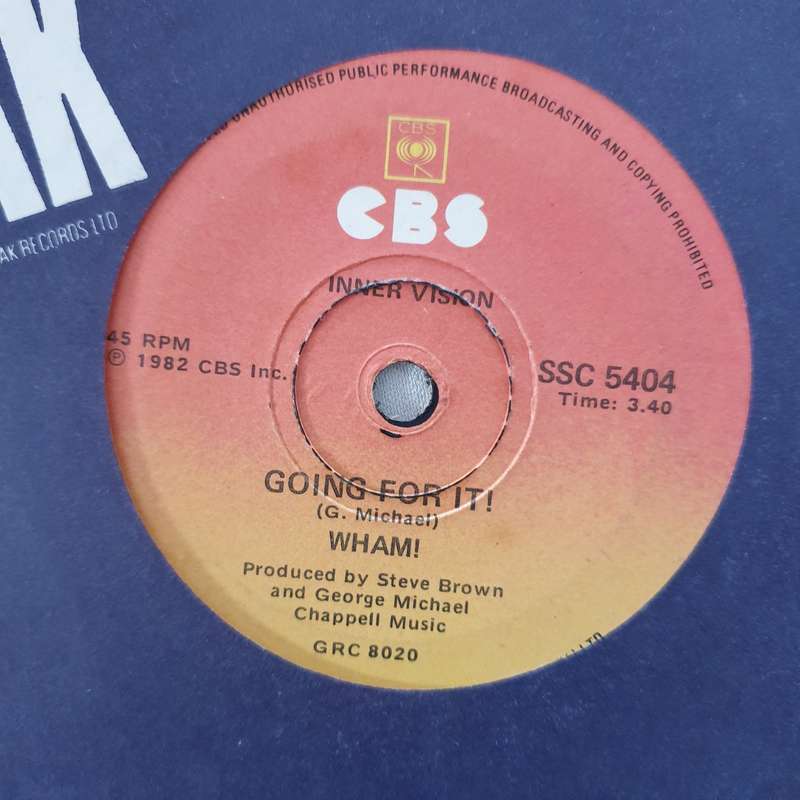 AK
AK RECORDS LTD
UNAUTHORISED PUBLIC PERFORMANCE BROADCASTING AND COPYING PROHIBITED
CBS
CBS
INNER VISION
45 RPM
℗ 1982 CBS Inc.
SSC 5404
Time: 3.40
GOING FOR IT!
(G. Michael)
WHAM!
Produced by Steve Brown
and George Michael
Chappell Music
GRC 8020
LTD